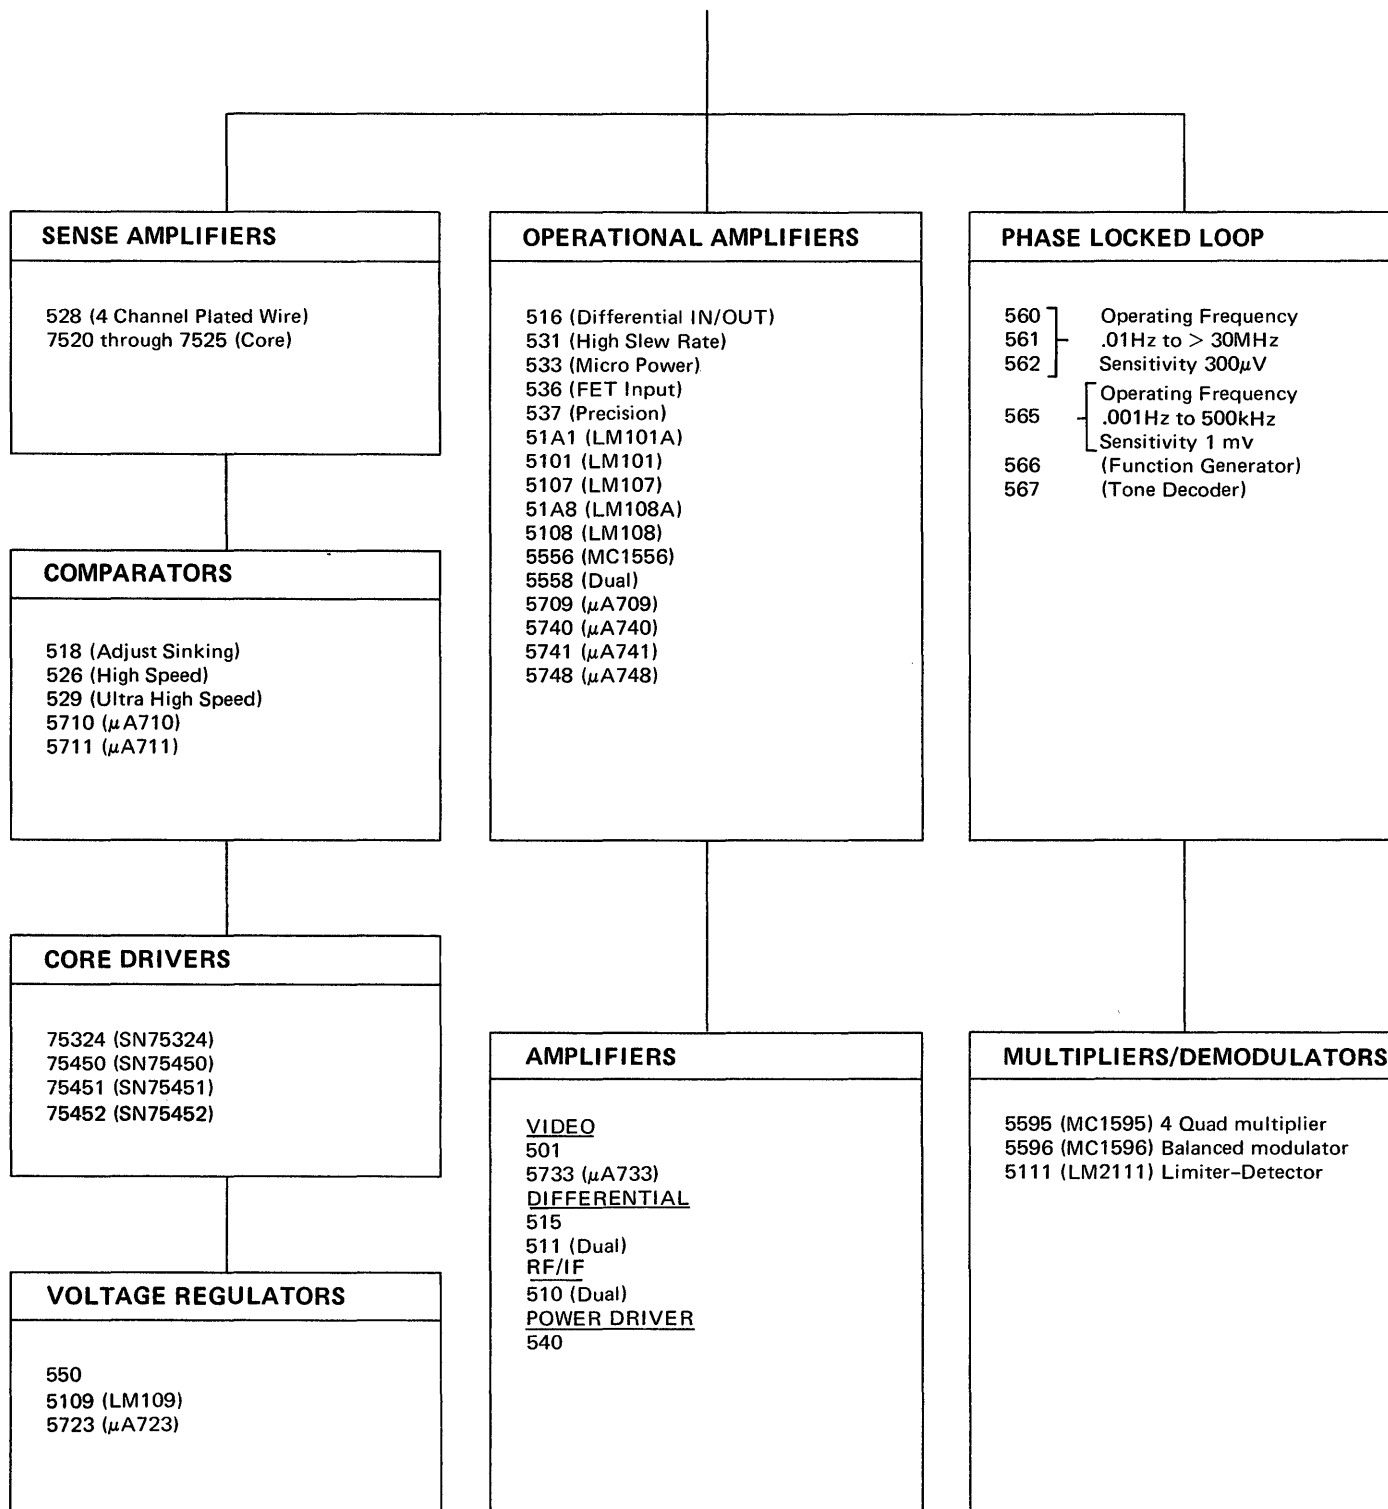 SENSE AMPLIFIERS
528 (4 Channel Plated Wire)
7520 through 7525 (Core)
COMPARATORS
518 (Adjust Sinking)
526 (High Speed)
529 (Ultra High Speed)
5710 (μA710)
5711 (μA711)
CORE DRIVERS
75324 (SN75324)
75450 (SN75450)
75451 (SN75451)
75452 (SN75452)
VOLTAGE REGULATORS
550
5109 (LM109)
5723 (μA723)
OPERATIONAL AMPLIFIERS
516 (Differential IN/OUT)
531 (High Slew Rate)
533 (Micro Power)
536 (FET Input)
537 (Precision)
51A1 (LM101A)
5101 (LM101)
5107 (LM107)
51A8 (LM108A)
5108 (LM108)
5556 (MC1556)
5558 (Dual)
5709 (μA709)
5740 (μA740)
5741 (μA741)
5748 (μA748)
AMPLIFIERS
VIDEO
501
5733 (μA733)
DIFFERENTIAL
515
511 (Dual)
RF/IF
510 (Dual)
POWER DRIVER
540
PHASE LOCKED LOOP
560 Operating Frequency
561 .01Hz to > 30MHz
562 Sensitivity 300μV
Operating Frequency
565 .001Hz to 500kHz
Sensitivity 1 mv
566 (Function Generator)
567 (Tone Decoder)
MULTIPLIERS/DEMODULATORS
5595 (MC1595) 4 Quad multiplier
5596 (MC1596) Balanced modulator
5111 (LM2111) Limiter-Detector